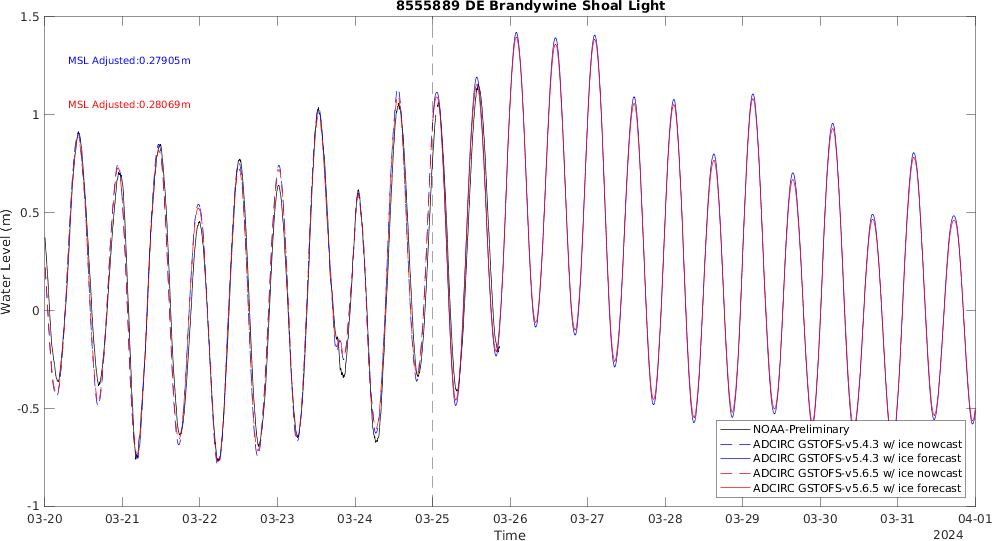 8555889 DE Brandywine Shoal Light
MSL Adjusted:0.27905m
MSL Adjusted:0.28069m
Water Level (m)
1.5
1
0.5
0
-0.5
-1
NOAA-Preliminary
ADCIRC GSTOFS-v5.4.3 w/ ice nowcast
ADCIRC GSTOFS-v5.4.3 w/ ice forecast
ADCIRC GSTOFS-v5.6.5 w/ ice nowcast
ADCIRC GSTOFS-v5.6.5 w/ ice forecast
03-20 03-21 03-22 03-23 03-24 03-25 03-26 03-27 03-28 03-29 03-30 03-31 04-01
Time
2024